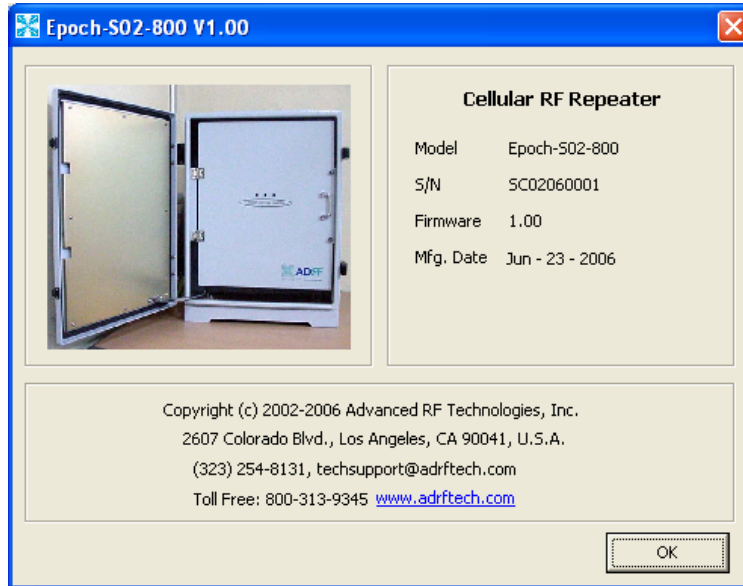 Epoch-S02-800 V1.00
ADRF
Cellular RF Repeater
Model Epoch-S02-800
S/N SC02060001
Firmware 1.00
Mfg. Date Jun - 23 - 2006
Copyright (c) 2002-2006 Advanced RF Technologies, Inc.
2607 Colorado Blvd., Los Angeles, CA 90041, U.S.A.
(323) 254-8131, techsupport@adrftech.com
Toll Free: 800-313-9345 www.adrftech.com
OK